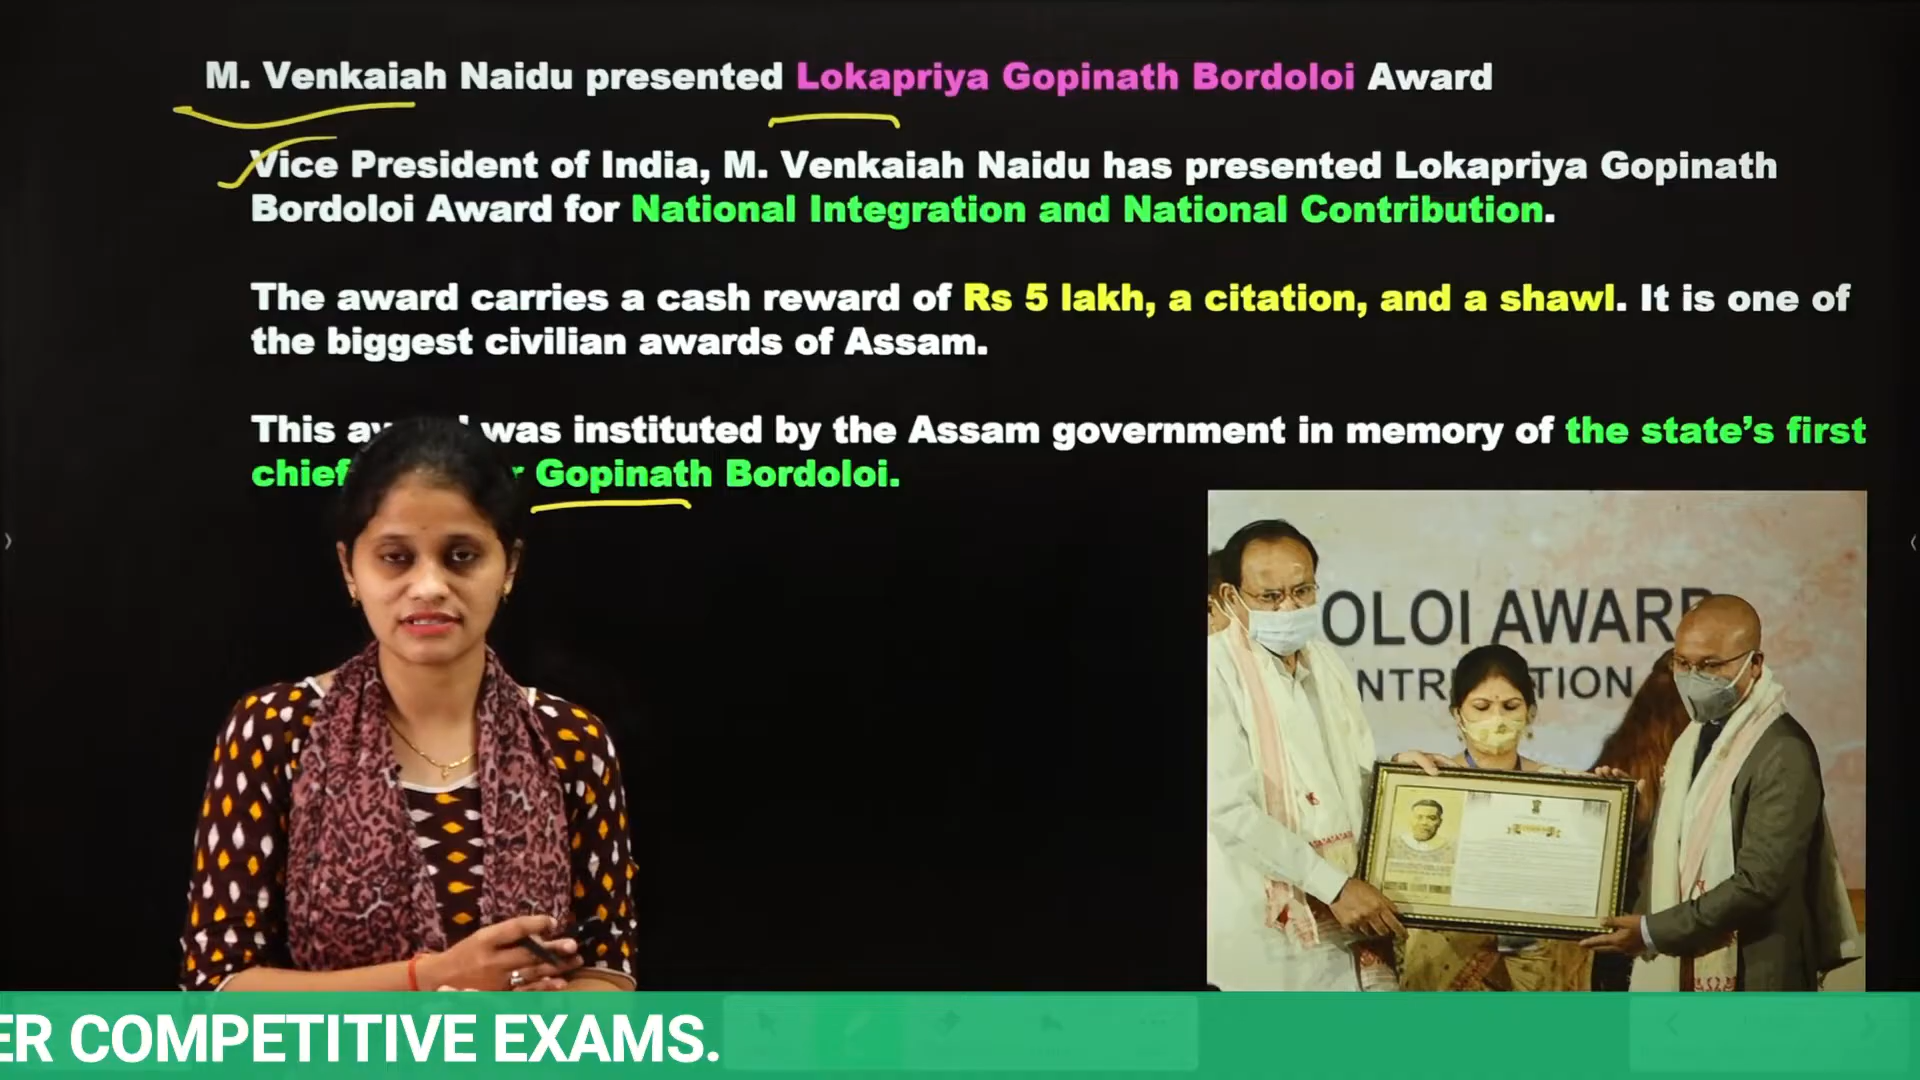 M. Venkaiah Naidu presented Lokapriya Gopinath Bordoloi Award
Vice President of India, M. Venkaiah Naidu has presented Lokapriya Gopinath
Bordoloi Award for National Integration and National Contribution.
The award carries a cash reward of Rs 5 lakh, a citation, and a shawl. It is one of
the biggest civilian awards of Assam.
This was instituted by the Assam government in memory of the state's first
chief Gopinath Bordoloi.
OLOI AWARD
NTR TION
ER COMPETITIVE EXAMS.